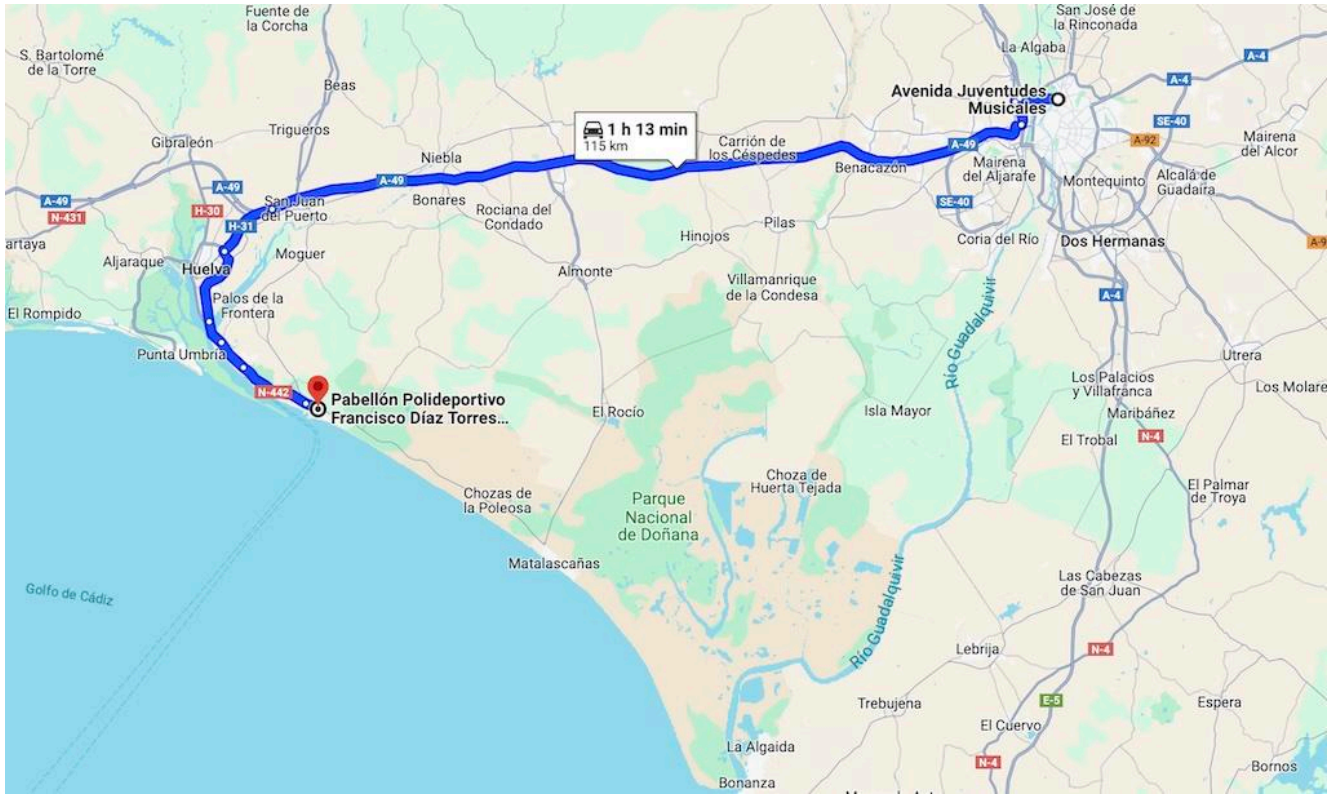 Fuente de
la Corcha
San José de
la Rinconada
La Algaba
S. Bartolomé
de la Torre
A-4
Beas
Avenida Juventudes
Musicales
A-4
SE-40
Trigueros
1 h 13 min
115 km
A-92
Gibraleón
Carrión de
los Céspedes
Mairena
del Alcor
Niebla
A-49
Benacazón
Mairena
del Aljarafe
A-49
A-49
A-49
Montequinto
Alcalá de
Guadaíra
San Juan
del Puerto
Bonares
Rociana del
Condado
SE-40
N-431
H-30
H-31
Pilas
Hinojos
Coria del Río
Dos Hermanas
A-9
artaya
Moguer
Aljaraque
Huelva
Almonte
Villamanrique
de la Condesa
A-4
Palos de la
Frontera
El Rompido
Río Guadalquivir
Punta Umbría
Utrera
N-442
Pabellón Polideportivo
Francisco Díaz Torres...
Los Palacios
y Villafranca
Los Molare
El Rocío
Isla Mayor
Maribáñez
El Trobal
N-4
Choza de
Huerta Tejada
Chozas de
la Poleosa
Parque
Nacional
de Doñana
El Palmar
de Troya
Matalascañas
Golfo de Cádiz
Las Cabezas
de San Juan
Río Guadalquivir
Lebrija
N-4
Trebujena
E-5
Espera
El Cuervo
La Algaida
Bornos
Bonanza